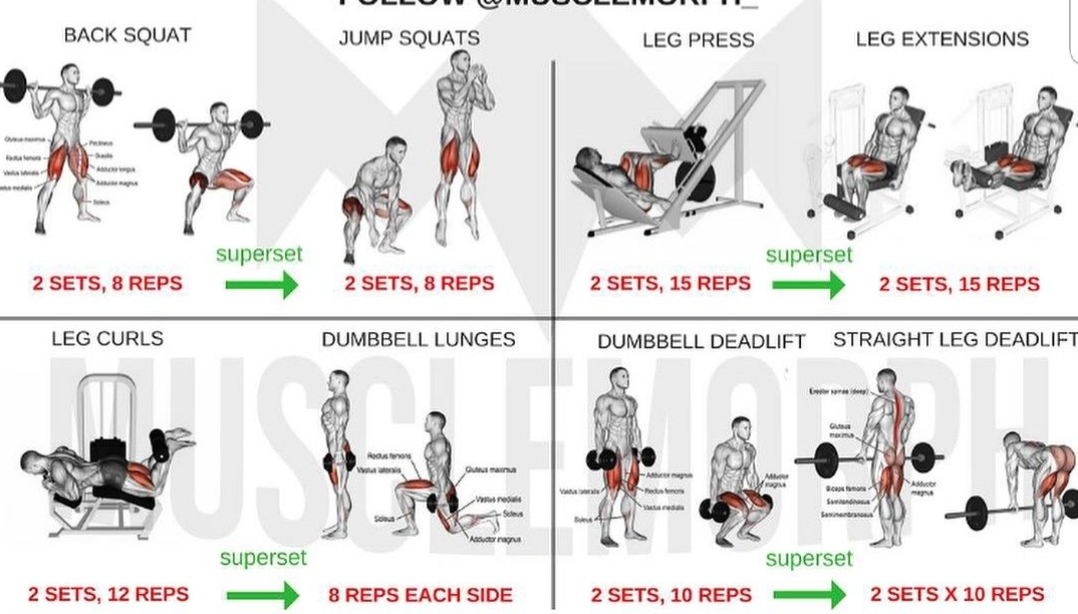 FOLLOW @MUSCLEMORPH_
BACK SQUAT
JUMP SQUATS
LEG PRESS
LEG EXTENSIONS
Gluteus maximus
Rectus femoris
Vastus lateralis
Pectineus
Gracilis
Adductor longus
Adductor magnus
Soleus
superset
2 SETS, 8 REPS
2 SETS, 8 REPS
superset
2 SETS, 15 REPS
2 SETS, 15 REPS
LEG CURLS
DUMBBELL LUNGES
Rectus femoris
Vastus lateralis
Gluteus maximus
Vastus medialis
Soleus
Soleus
Adductor magnus
superset
2 SETS, 12 REPS
8 REPS EACH SIDE
DUMBBELL DEADLIFT
STRAIGHT LEG DEADLIFT
Vastus lateralis
Soleus
Adductor magnus
Rectus femoris
Vastus medialis
Adductor
magnus
Erector spinae (deep)
Gluteus
maximus
Biceps femoris
Semitendinosus
Semimembranosus
Adductor
magnus
superset
2 SETS, 10 REPS
2 SETS X 10 REPS
MUSCLEMORPH